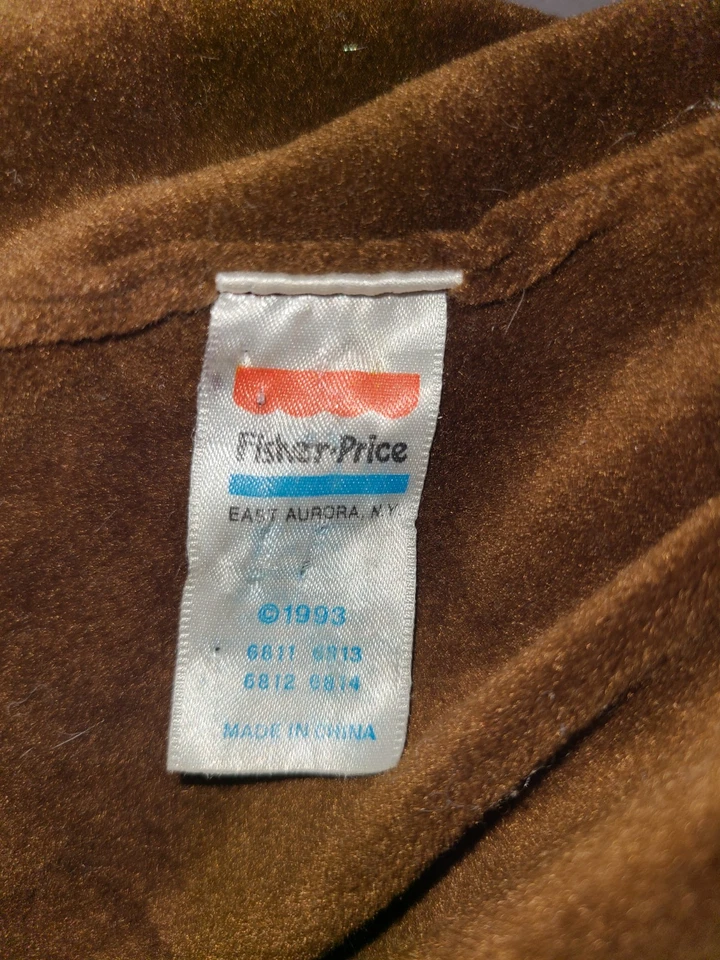 Fisher-Price
EAST AURORA, N.Y.
©1993
6811 6813
6812 6814
MADE IN CHINA